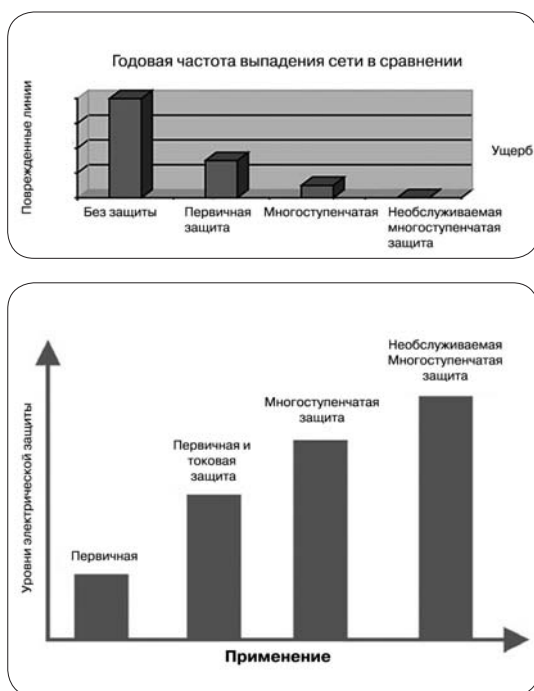 Годовая частота выпадения сети в сравнении
Поврежденные линии
Ущерб
Без защиты
Первичная
защита
Многоступенчатая
Необслуживаемая
многоступенчатая
защита
Уровни электрической защиты
Первичная
Первичная и
токовая
защита
Многоступенчатая
защита
Необслуживаемая
Многоступенчатая
защита
Применение